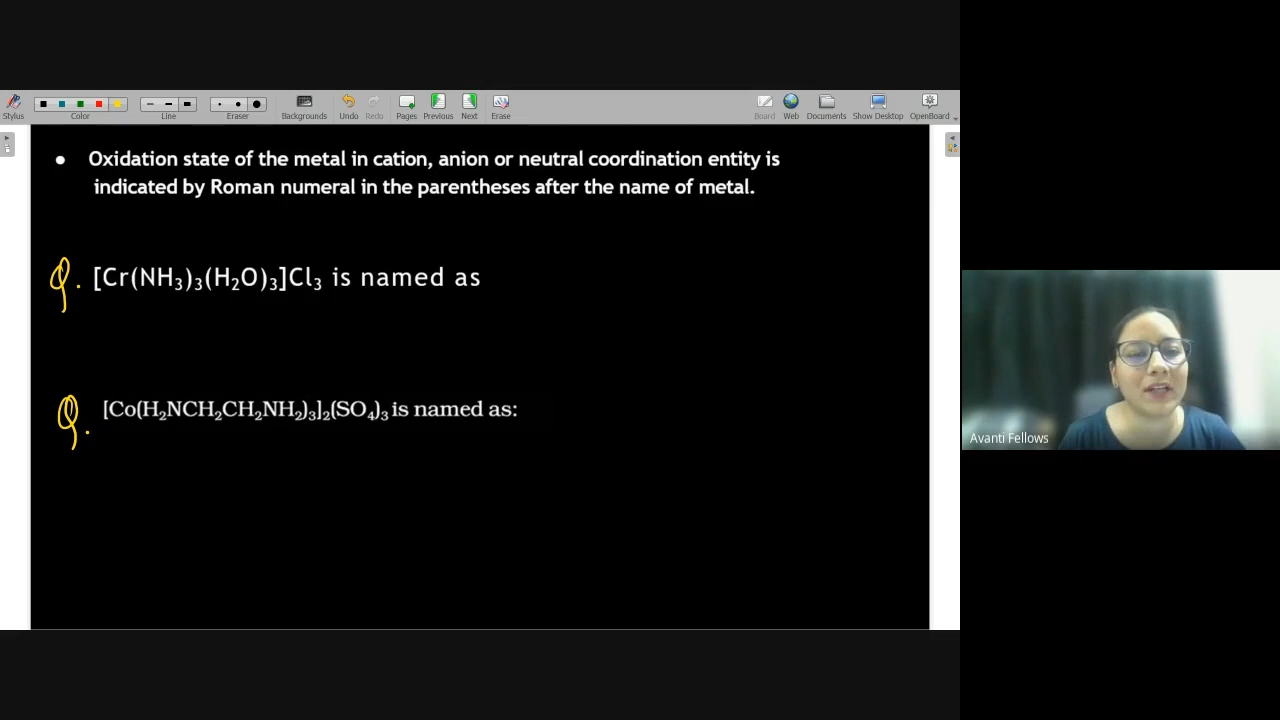 Stylus
Color
Line
Eraser
Backgrounds
Undo
Redo
Pages
Previous
Next
Erase
Board
Web
Documents
Show Desktop
OpenBoard
• Oxidation state of the metal in cation, anion or neutral coordination entity is
indicated by Roman numeral in the parentheses after the name of metal.
Q. [Cr(NH₃)₃(H₂O)₃]Cl₃ is named as
Q. [Co(H₂NCH₂CH₂NH₂)₃]₂(SO₄)₃ is named as:
Avanti Fellows